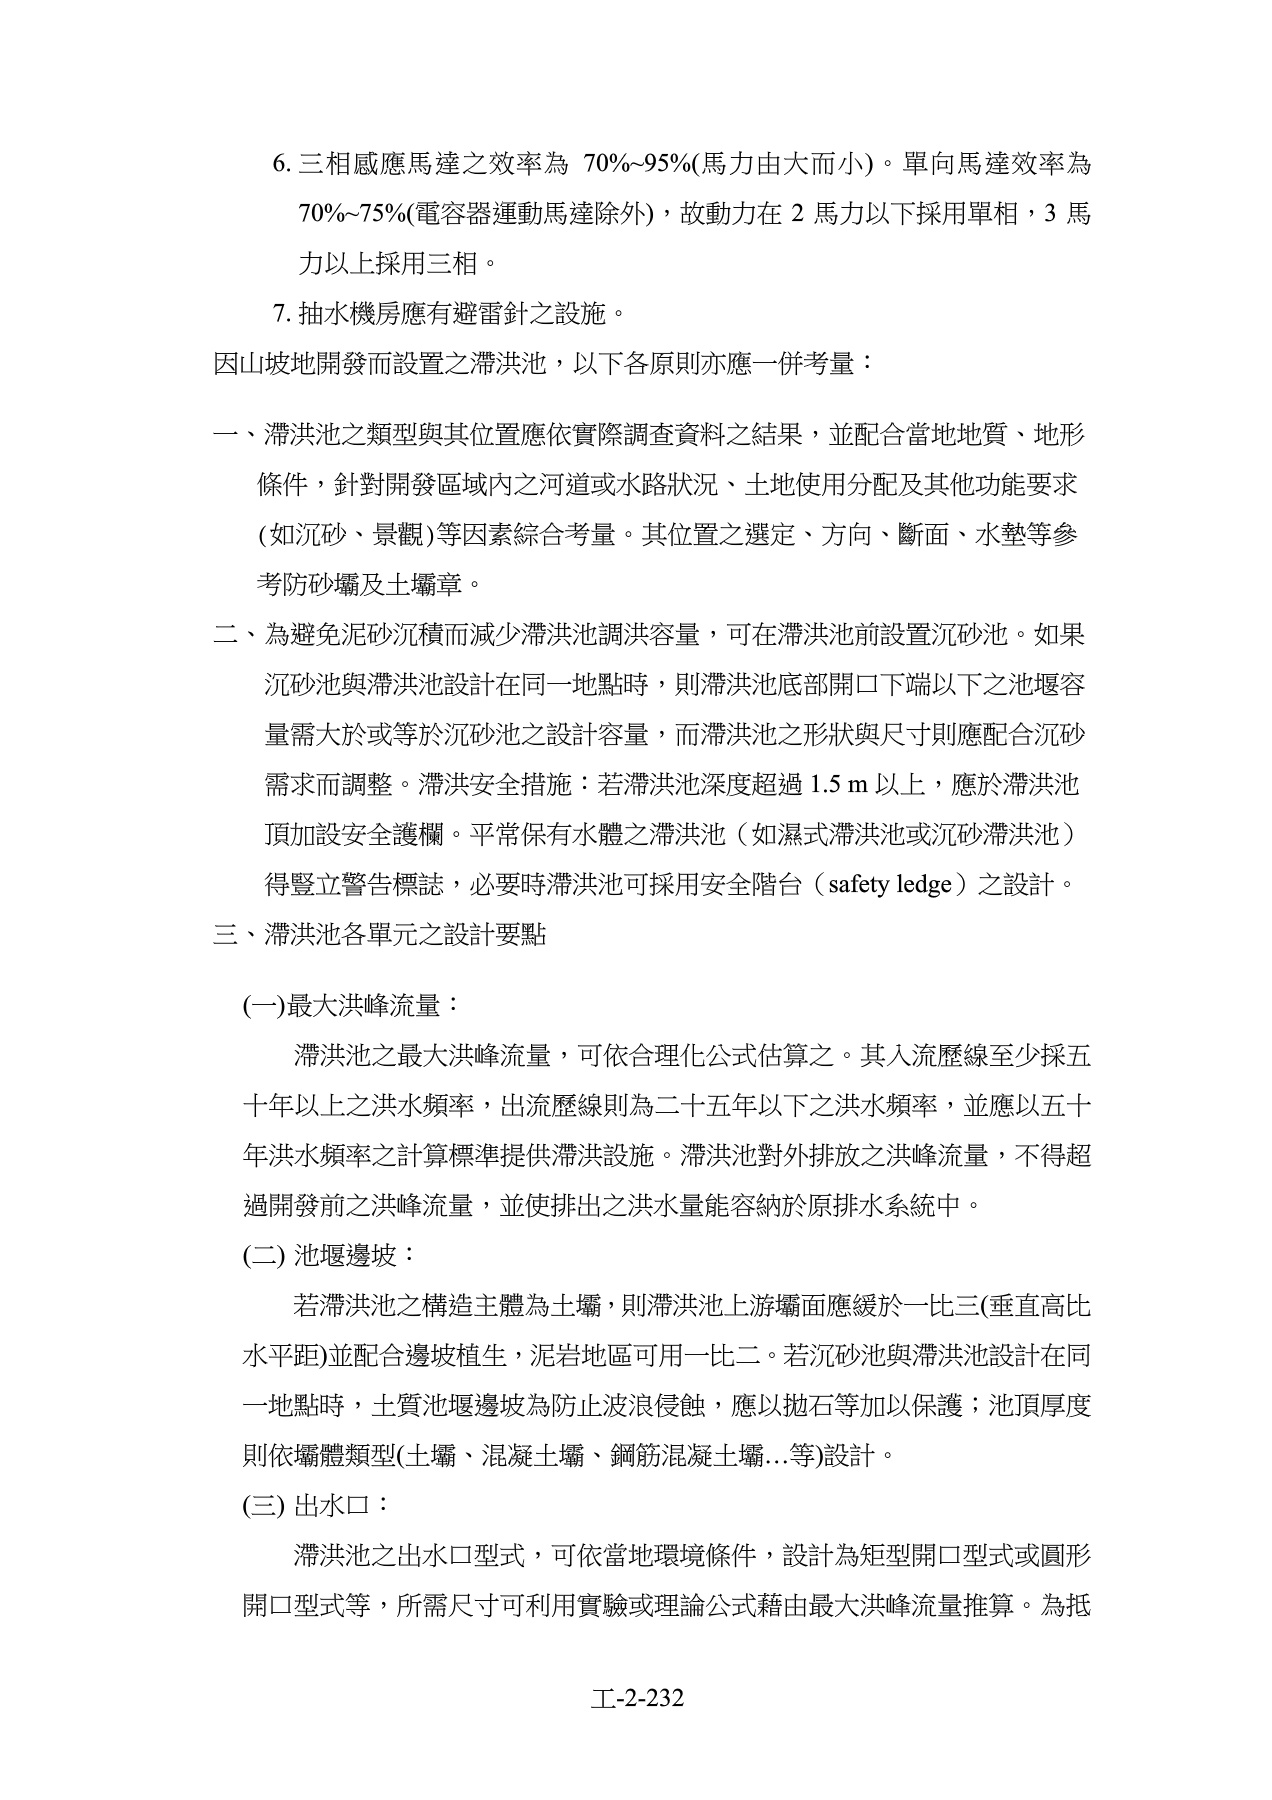 6. 三相感應馬達之效率為 70%~95%(馬力由大而小)。單向馬達效率為
70%~75%(電容器運動馬達除外)，故動力在 2 馬力以下採用單相，3 馬
力以上採用三相。
7. 抽水機房應有避雷針之設施。
因山坡地開發而設置之滯洪池，以下各原則亦應一併考量：
一、滯洪池之類型與其位置應依實際調查資料之結果，並配合當地地質、地形
條件，針對開發區域內之河道或水路狀況、土地使用分配及其他功能要求
(如沉砂、景觀)等因素綜合考量。其位置之選定、方向、斷面、水墊等參
考防砂壩及土壩章。
二、為避免泥砂沉積而減少滯洪池調洪容量，可在滯洪池前設置沉砂池。如果
沉砂池與滯洪池設計在同一地點時，則滯洪池底部開口下端以下之池堰容
量需大於或等於沉砂池之設計容量，而滯洪池之形狀與尺寸則應配合沉砂
需求而調整。滯洪安全措施：若滯洪池深度超過 1.5 m 以上，應於滯洪池
頂加設安全護欄。平常保有水體之滯洪池（如濕式滯洪池或沉砂滯洪池）
得豎立警告標誌，必要時滯洪池可採用安全階台（safety ledge）之設計。
三、滯洪池各單元之設計要點
(一)最大洪峰流量：
滯洪池之最大洪峰流量，可依合理化公式估算之。其入流歷線至少採五
十年以上之洪水頻率，出流歷線則為二十五年以下之洪水頻率，並應以五十
年洪水頻率之計算標準提供滯洪設施。滯洪池對外排放之洪峰流量，不得超
過開發前之洪峰流量，並使排出之洪水量能容納於原排水系統中。
(二) 池堰邊坡：
若滯洪池之構造主體為土壩，則滯洪池上游壩面應緩於一比三(垂直高比
水平距)並配合邊坡植生，泥岩地區可用一比二。若沉砂池與滯洪池設計在同
一地點時，土質池堰邊坡為防止波浪侵蝕，應以拋石等加以保護；池頂厚度
則依壩體類型(土壩、混凝土壩、鋼筋混凝土壩…等)設計。
(三) 出水口：
滯洪池之出水口型式，可依當地環境條件，設計為矩型開口型式或圓形
開口型式等，所需尺寸可利用實驗或理論公式藉由最大洪峰流量推算。為抵
工-2-232